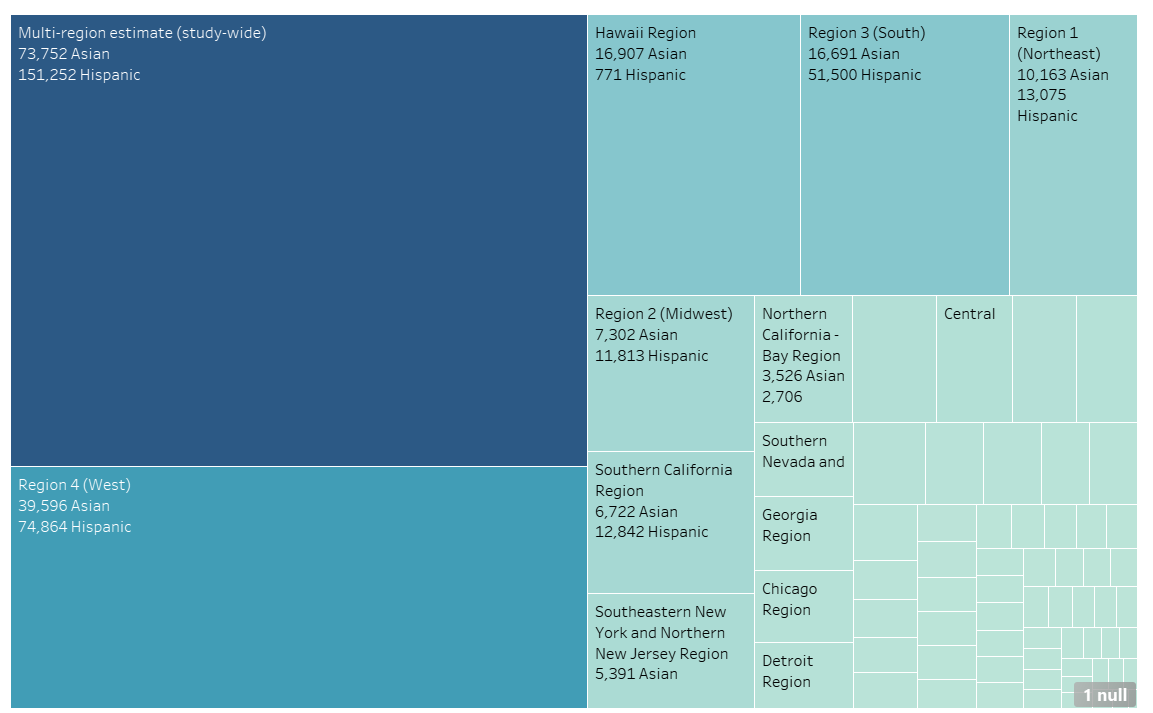 Multi-region estimate (study-wide)
73,752 Asian
151,252 Hispanic
Hawaii Region
16,907 Asian
771 Hispanic
Region 3 (South)
16,691 Asian
51,500 Hispanic
Region 1
(Northeast)
10,163 Asian
13,075
Hispanic
Region 4 (West)
39,596 Asian
74,864 Hispanic
Region 2 (Midwest)
7,302 Asian
11,813 Hispanic
Southern California
Region
6,722 Asian
12,842 Hispanic
Southeastern New
York and Northern
New Jersey Region
5,391 Asian
Northern
California -
Bay Region
3,526 Asian
2,706
Central
Southern
Nevada and
Georgia
Region
Chicago
Region
Detroit
Region
1 null